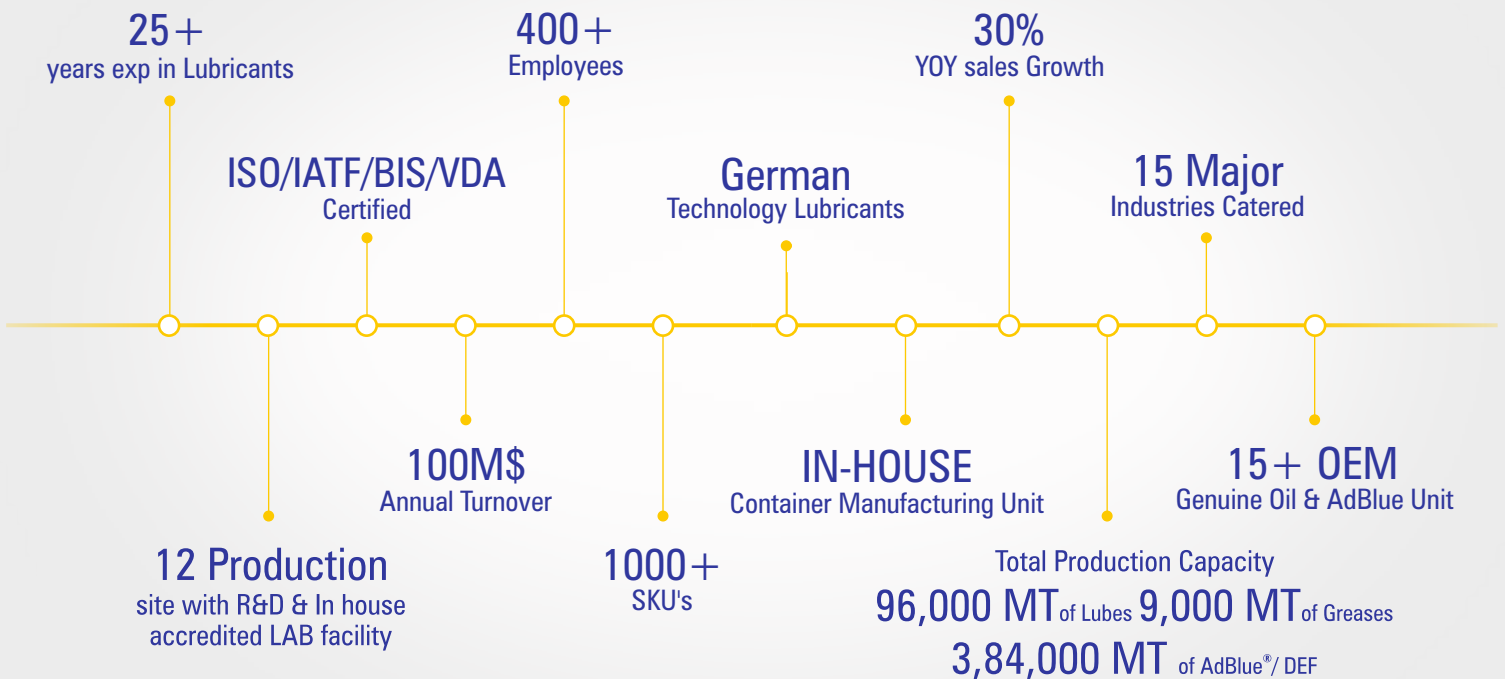 25+
years exp in Lubricants
400+
Employees
30%
YOY sales Growth
ISO/IATF/BIS/VDA
Certified
German
Technology Lubricants
15 Major
Industries Catered
100M$
Annual Turnover
IN-HOUSE
Container Manufacturing Unit
15+ OEM
Genuine Oil & AdBlue Unit
12 Production
site with R&D & In house
accredited LAB facility
1000+
SKU's
Total Production Capacity
96,000 MT of Lubes 9,000 MT of Greases
3,84,000 MT of AdBlue®/ DEF